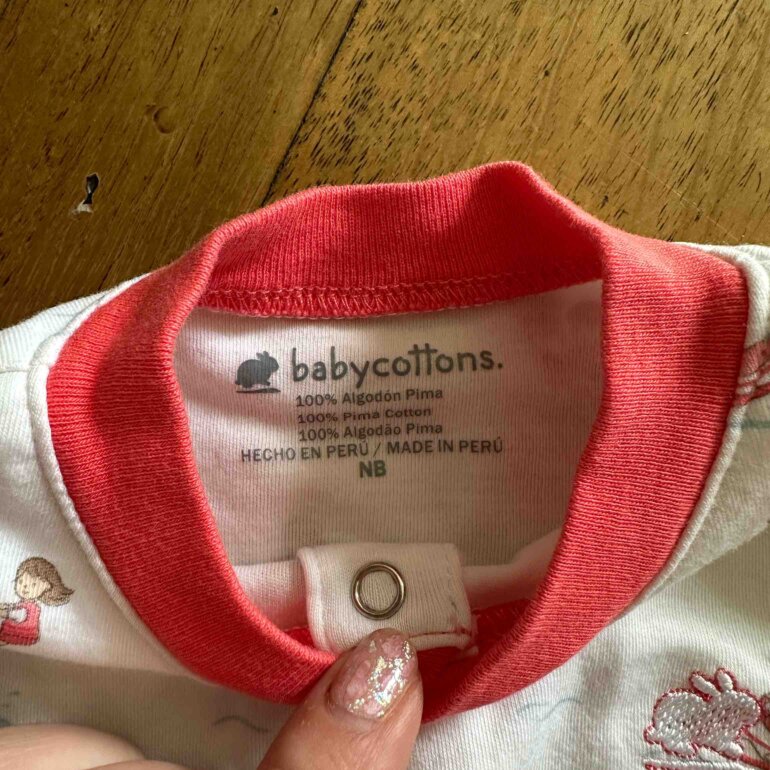 babycottons.
100% Algodón Pima
100% Pima Cotton
100% Algodão Pima
HECHO EN PERÚ / MADE IN PERÚ
NB